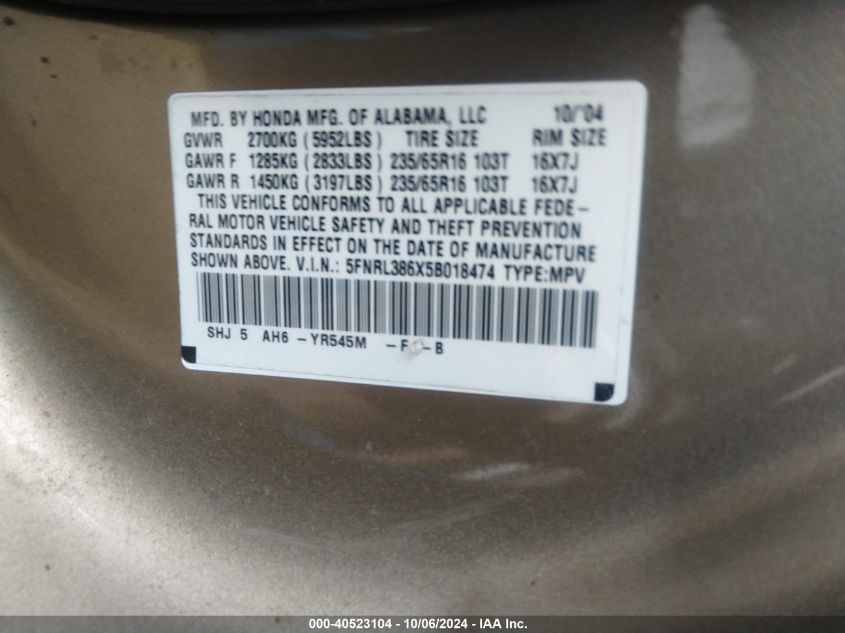 MFD. BY HONDA MFG. OF ALABAMA, LLC 10/'04
GVWR 2700KG (5952LBS) TIRE SIZE RIM SIZE
GAWR F 1285KG (2833LBS) 235/65R16 103T 16X7J
GAWR R 1450KG (3197LBS) 235/65R16 103T 16X7J
THIS VEHICLE CONFORMS TO ALL APPLICABLE FEDE-
RAL MOTOR VEHICLE SAFETY AND THEFT PREVENTION
STANDARDS IN EFFECT ON THE DATE OF MANUFACTURE
SHOWN ABOVE. V.I.N.: 5FNRL386X5B018474 TYPE:MPV
SHJ 5 AH6 -YR545M -B
000-40523104 - 10/06/2024 - IAA Inc.